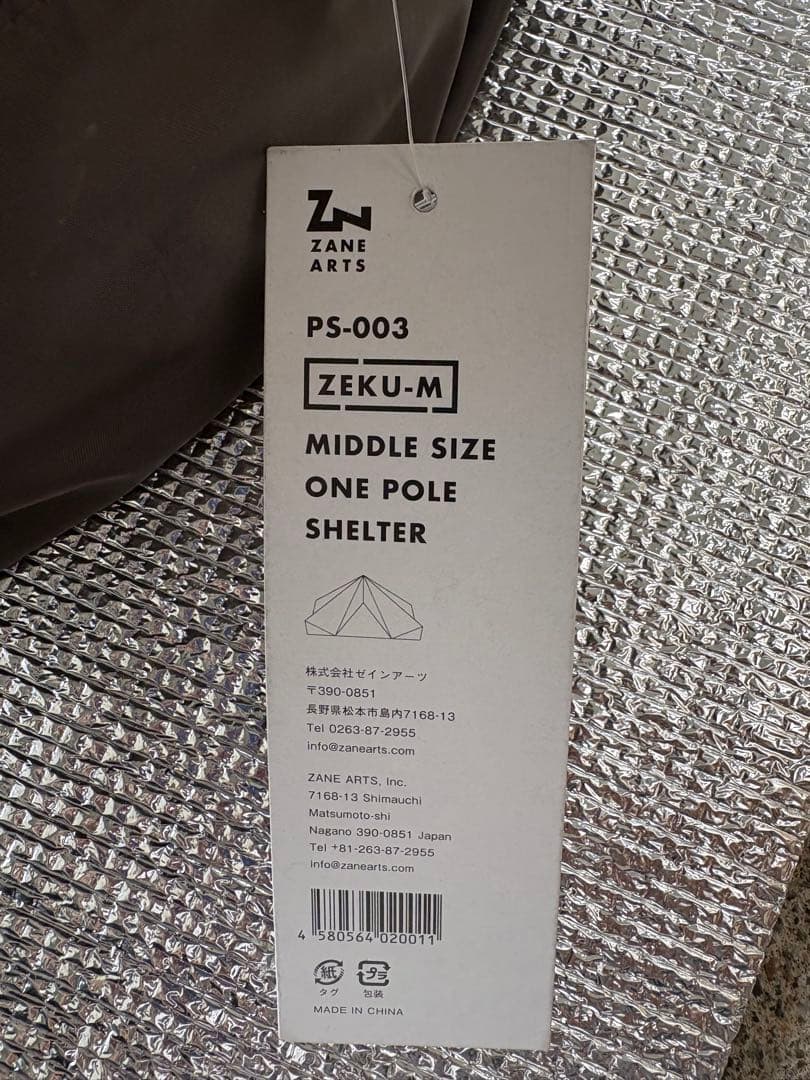 ZN
ZANE
ARTS
PS-003
ZEKU-M
MIDDLE SIZE
ONE POLE
SHELTER
株式会社ゼインアーツ
〒390-0851
長野県松本市島内7168-13
Tel 0263-87-2955
info@zanearts.com
ZANE ARTS, Inc.
7168-13 Shimauchi
Matsumoto-shi
Nagano 390-0851 Japan
Tel +81-263-87-2955
info@zanearts.com
4 580564 020011
紙 プラ
タグ 包装
MADE IN CHINA